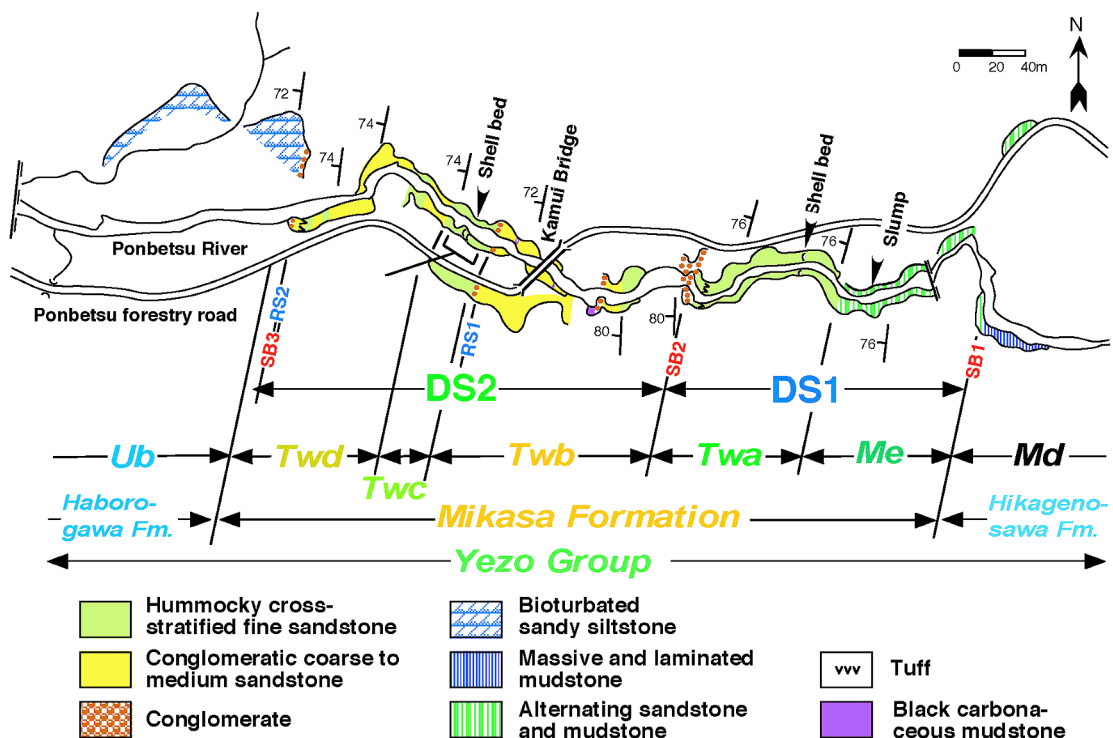 N
0 20 40m
72
74
74
Shell bed
74
72
Kamui Bridge
76
Shell bed
76
Slump
Ponbetsu River
Ponbetsu forestry road
80
80
76
SB3=RS2
RS1
SB2
SB1
DS2
DS1
Ub
Twd
Twc
Twb
Twa
Me
Md
Haboro-
gawa Fm.
Mikasa Formation
Hikageno-
sawa Fm.
Yezo Group
Hummocky cross-
stratified fine sandstone
Conglomeratic coarse to
medium sandstone
Conglomerate
Bioturbated
sandy siltstone
Massive and laminated
mudstone
Alternating sandstone
and mudstone
vvv
Tuff
Black carbona-
ceous mudstone